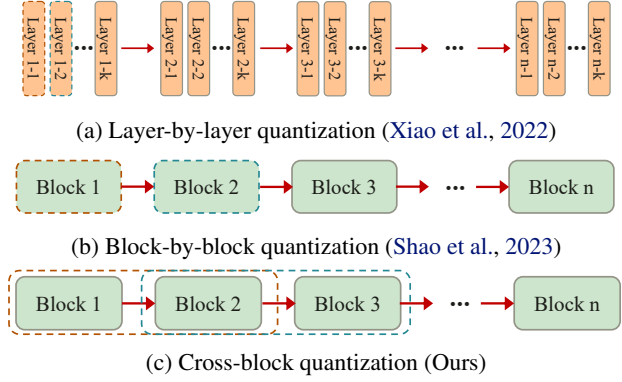 Layer 1-1 Layer 1-2 ••• Layer 1-k Layer 2-1 Layer 2-2 ••• Layer 2-k Layer 3-1 Layer 3-2 ••• Layer 3-k ••• Layer n-1 Layer n-2 ••• Layer n-k
(a) Layer-by-layer quantization (Xiao et al., 2022)
Block 1 Block 2 Block 3 ••• Block n
(b) Block-by-block quantization (Shao et al., 2023)
Block 1 Block 2 Block 3 ••• Block n
(c) Cross-block quantization (Ours)